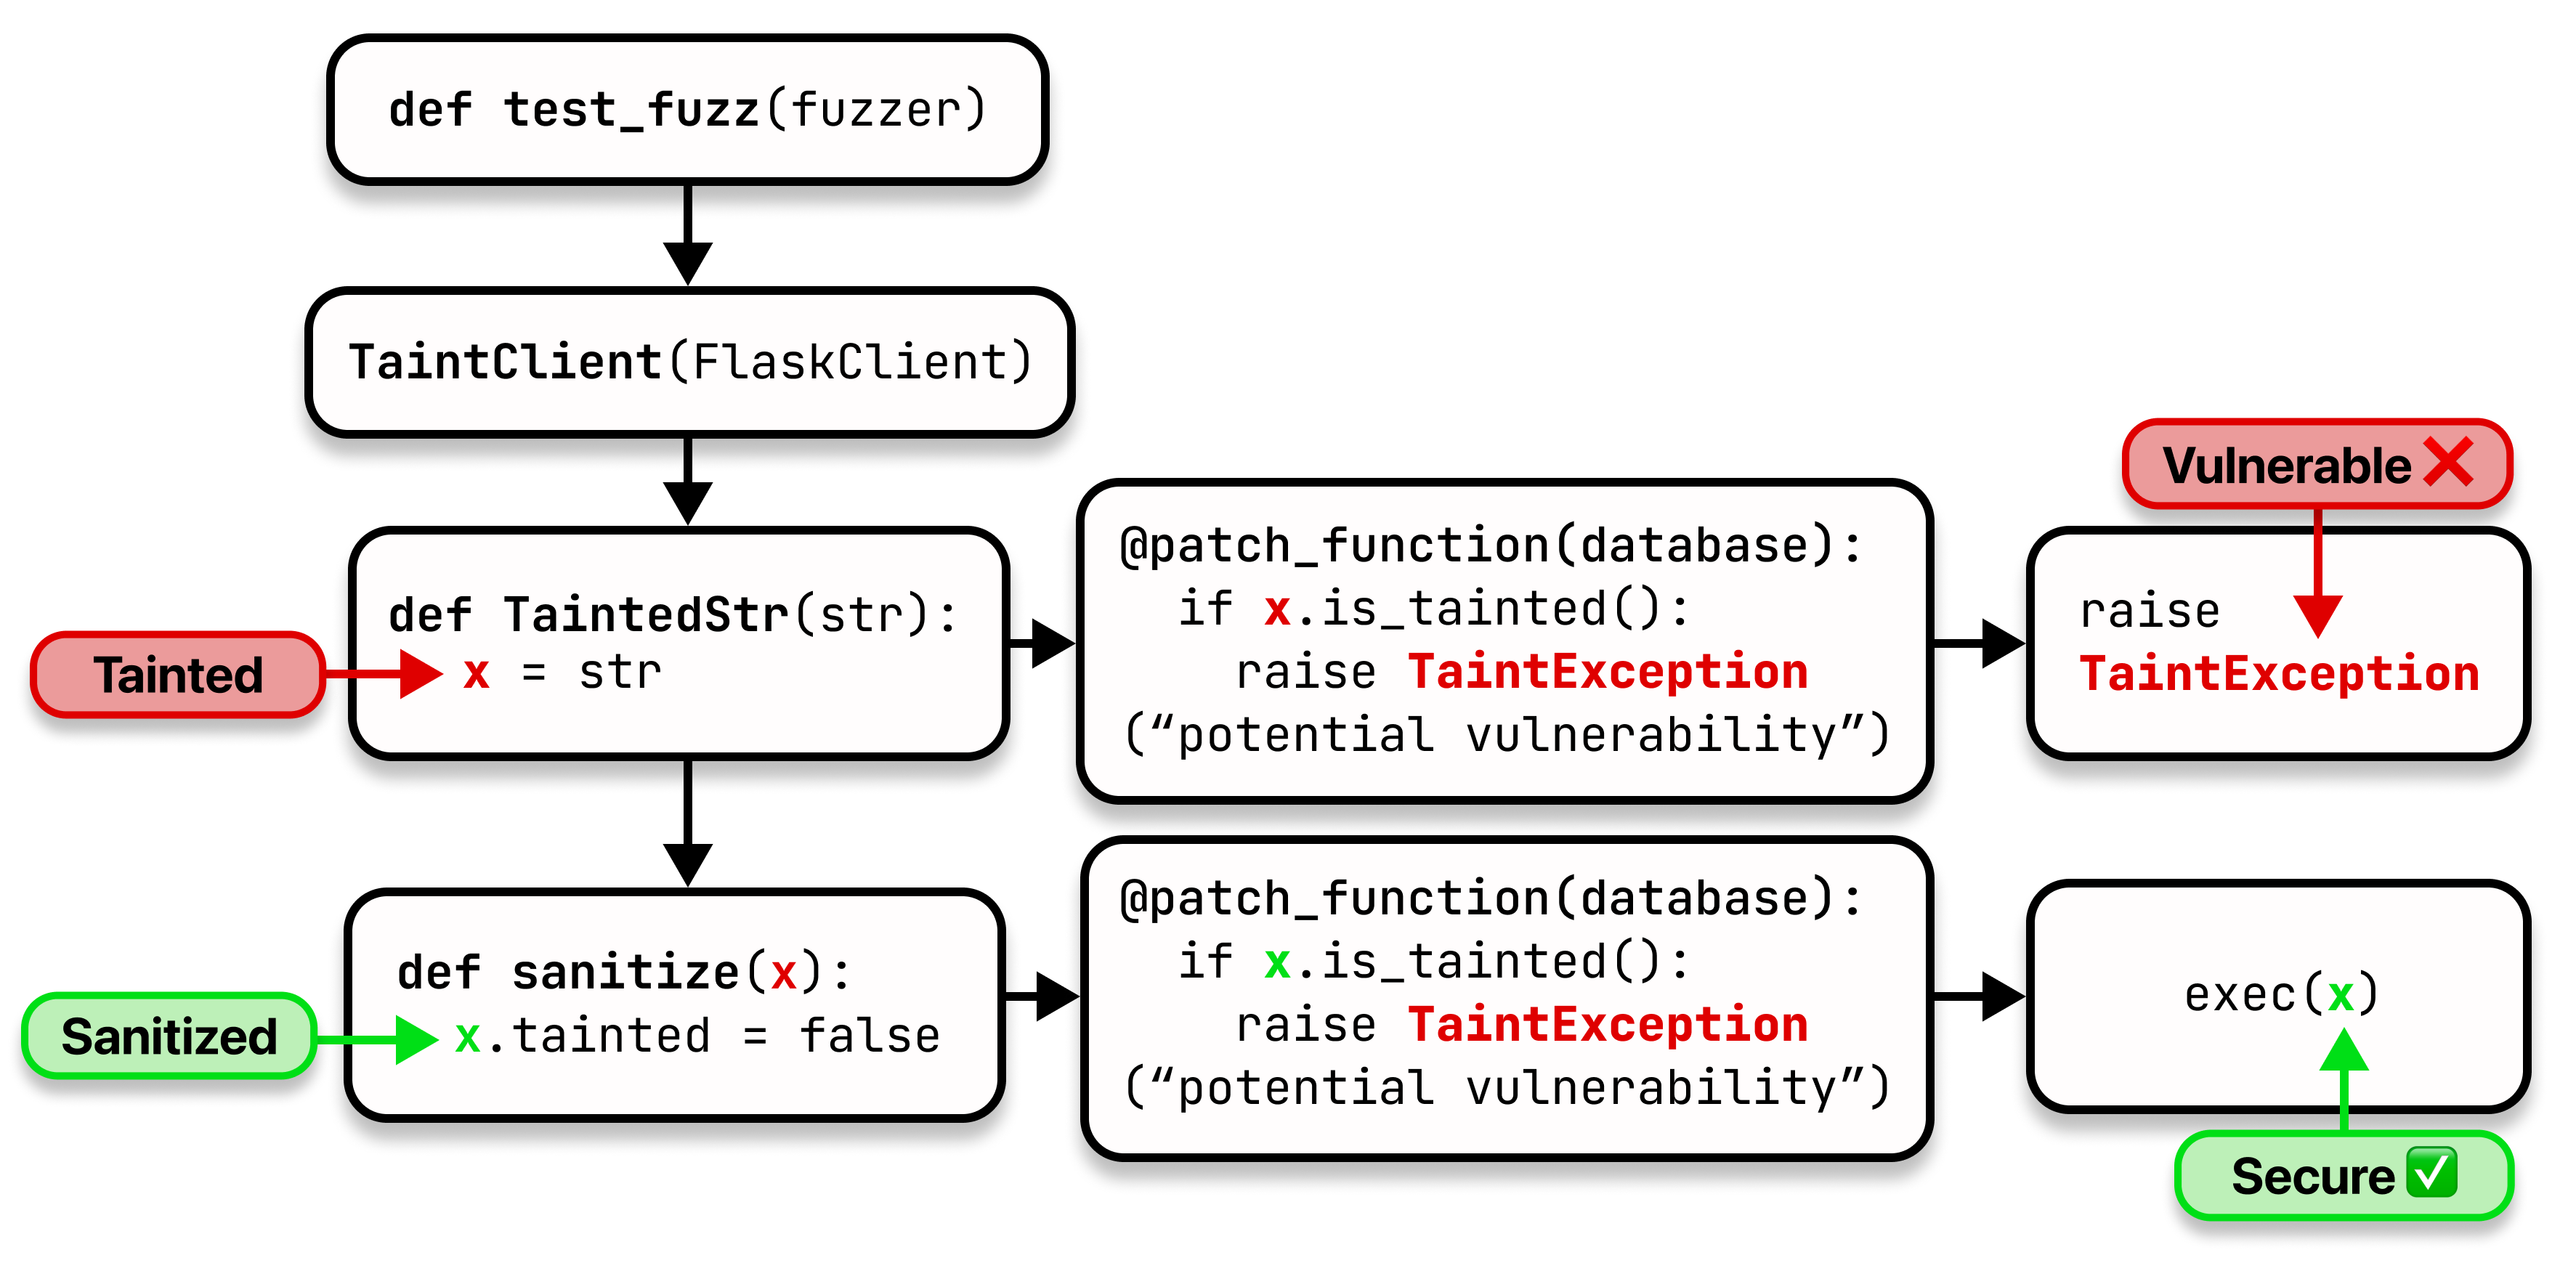 def test_fuzz(fuzzer)
TaintClient(FlaskClient)
Tainted
def TaintedStr(str):
x = str
@patch_function(database):
if x.is_tainted():
raise TaintException
(“potential vulnerability”)
Vulnerable ❌
raise
TaintException
Sanitized
def sanitize(x):
x.tainted = false
@patch_function(database):
if x.is_tainted():
raise TaintException
(“potential vulnerability”)
exec(x)
Secure ✅